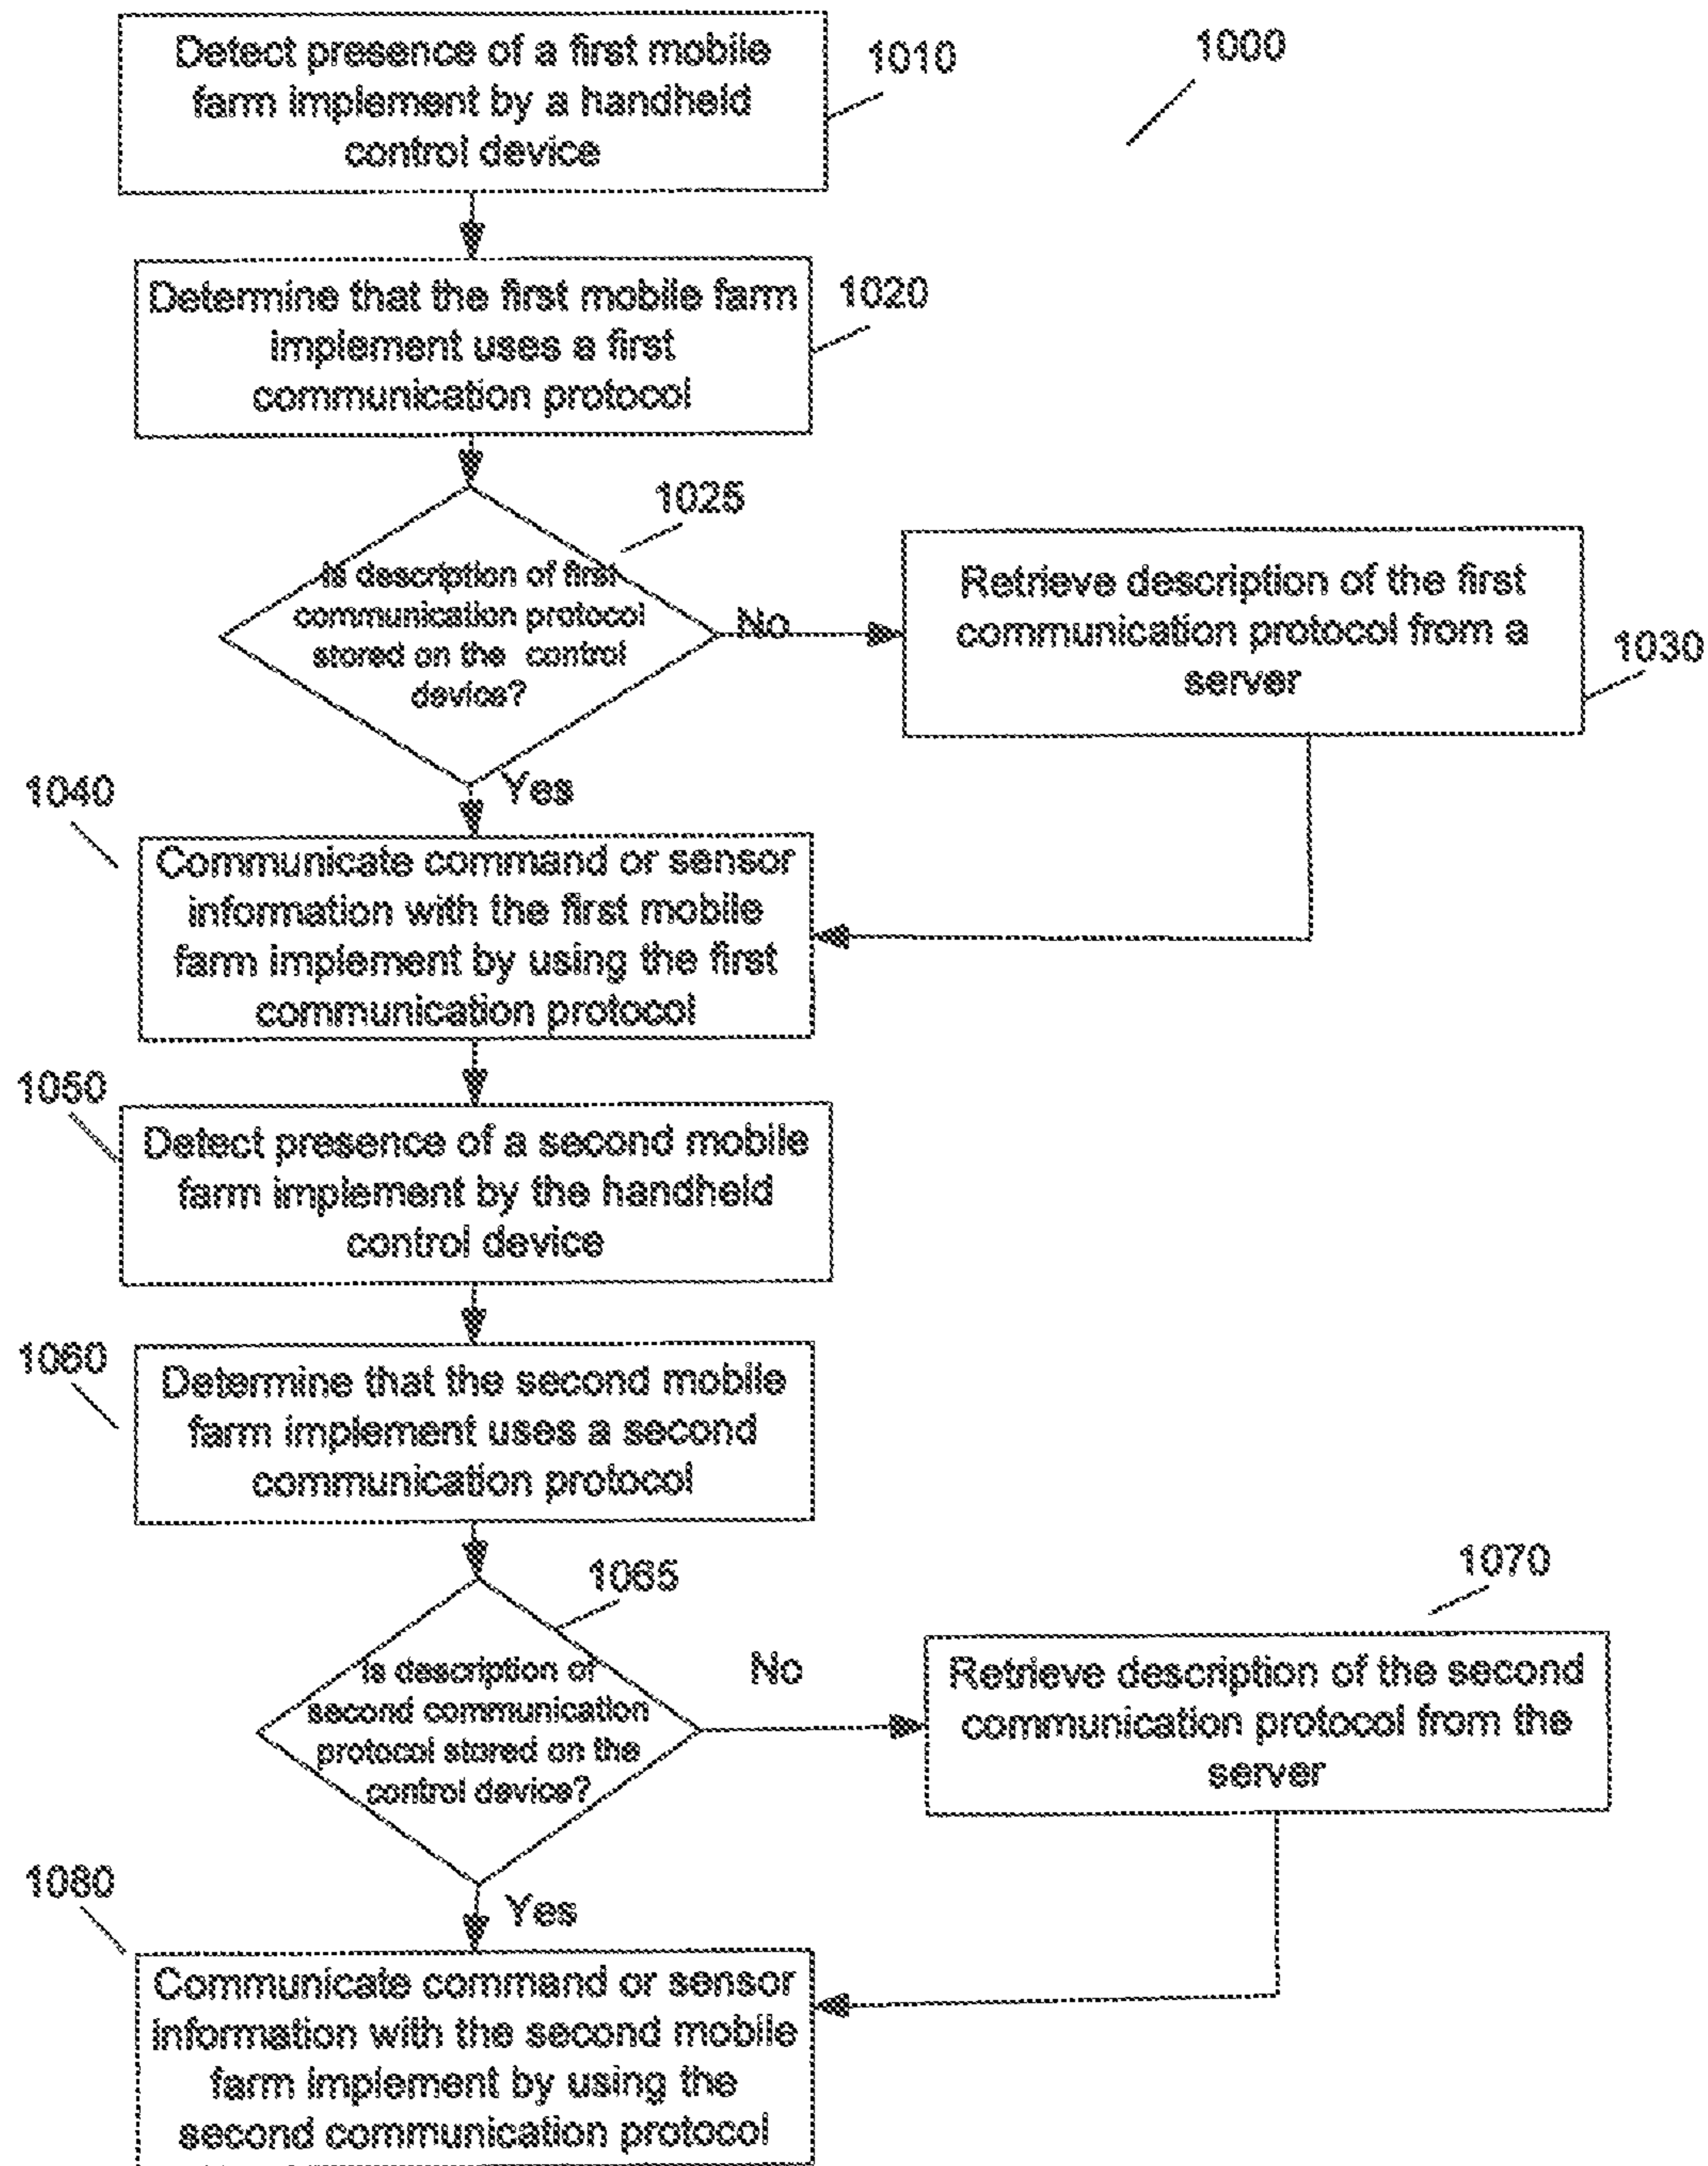 Detect presence of a first mobile
farm implement by a handheld
control device
1010
1000
Determine that the first mobile farm
implement uses a first
communication protocol
1020
1025
Is description of first
communication protocol
stored on the control
device?
No
Retrieve description of the first
communication protocol from a
server
1030
Yes
1040
Communicate command or sensor
information with the first mobile
farm implement by using the first
communication protocol
1050
Detect presence of a second mobile
farm implement by the handheld
control device
1060
Determine that the second mobile
farm implement uses a second
communication protocol
1065
Is description of
second communication
protocol stored on the
control device?
No
1070
Retrieve description of the second
communication protocol from the
server
Yes
1080
Communicate command or sensor
information with the second mobile
farm implement by using the
second communication protocol